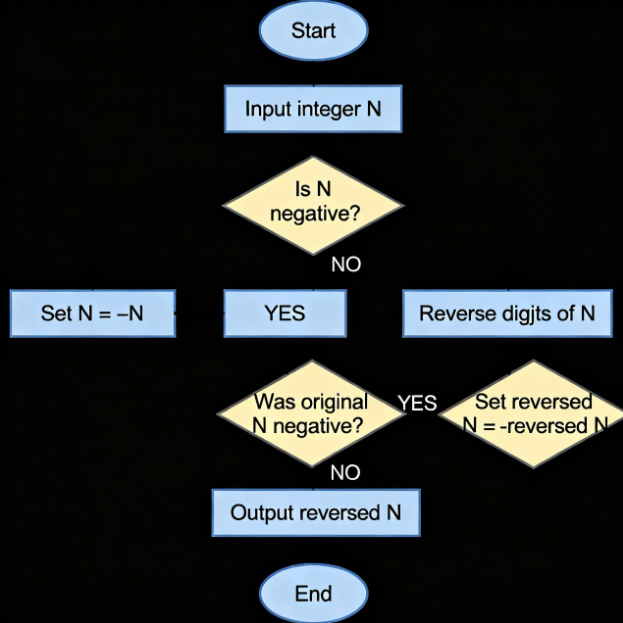 Start
Input integer N
Is N
negative?
NO
Set N = –N
YES
Reverse digjts of N
Was original
N negative?
YES
Set reversed
N = -reversed N
NO
Output reversed N
End